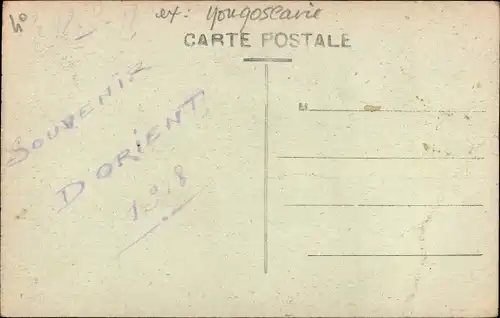 ex: Yougoslavie
CARTE POSTALE
SOUVENIR
D ORIENT
1918
M